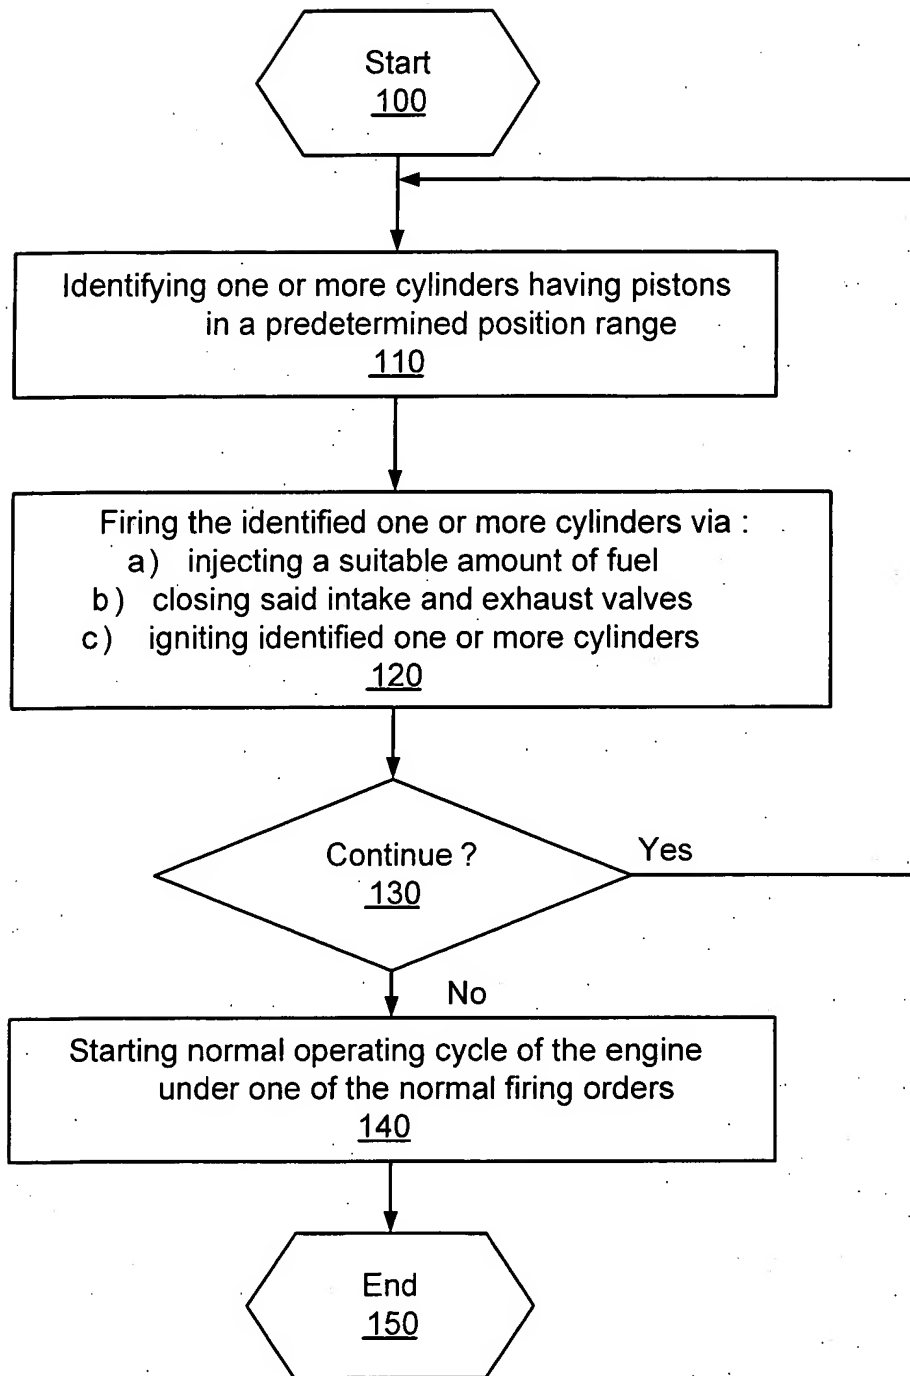 Start
100
Identifying one or more cylinders having pistons
in a predetermined position range
110
Firing the identified one or more cylinders via :
a) injecting a suitable amount of fuel
b) closing said intake and exhaust valves
c) igniting identified one or more cylinders
120
Continue ?
130
Yes
No
Starting normal operating cycle of the engine
under one of the normal firing orders
140
End
150